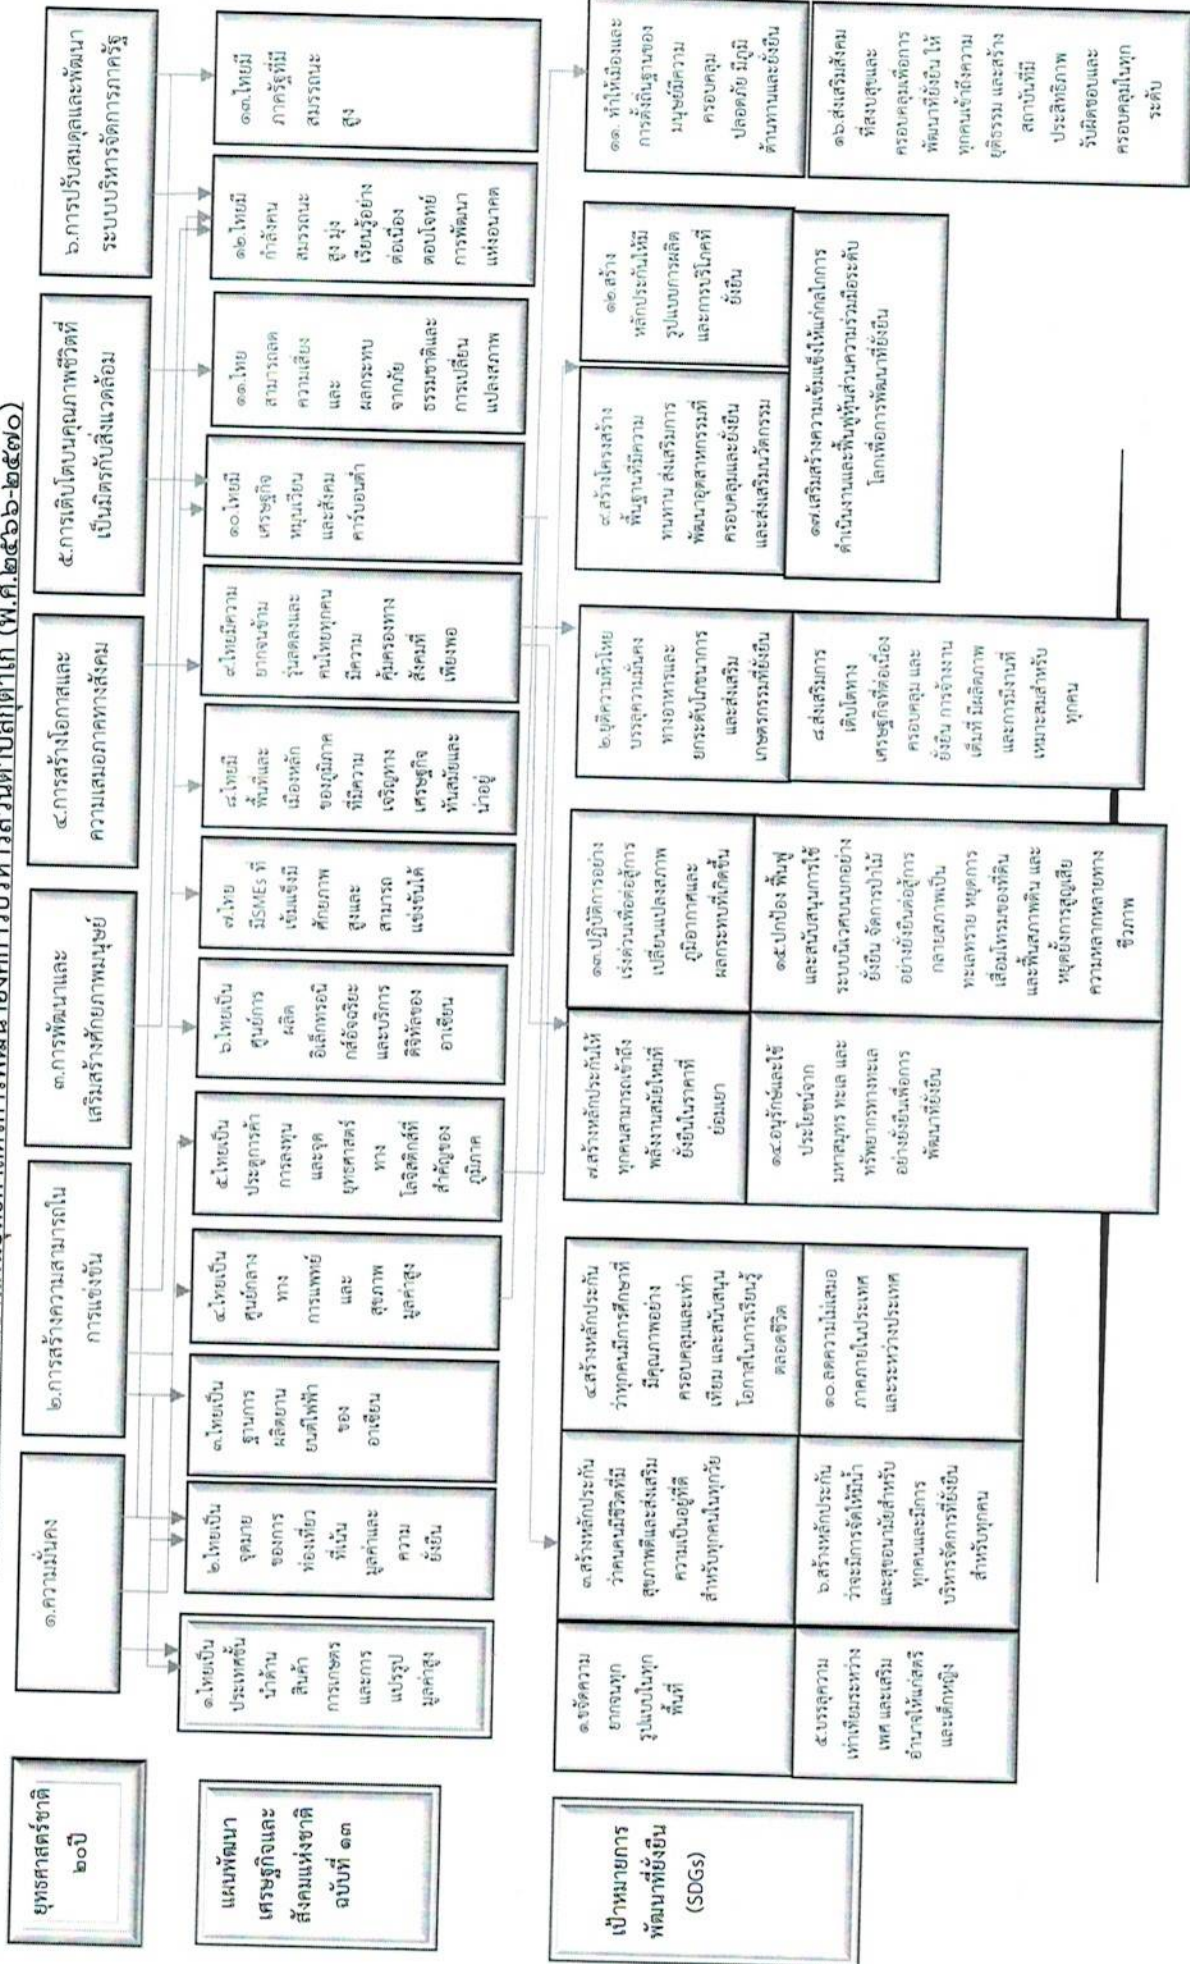 (พ.ศ.๒๕๖๖-๒๕๗๐)
ยุทธศาสตร์ชาติ
๒๐ปี
๑.ความมั่นคง
๒.การสร้างความสามารถใน
การแข่งขัน
๓.การพัฒนาและ
เสริมสร้างศักยภาพมนุษย์
๔.การสร้างโอกาสและ
ความเสมอภาคทางสังคม
๕.การเติบโตบนคุณภาพชีวิตที่
เป็นมิตรกับสิ่งแวดล้อม
๖.การปรับสมดุลและพัฒนา
ระบบบริหารจัดการภาครัฐ
แผนพัฒนา
เศรษฐกิจและ
สังคมแห่งชาติ
ฉบับที่ ๑๓
๑.ไทยเป็น
ประเทศชั้น
นำด้าน
สินค้า
การเกษตร
และการ
แปรรูป
มูลค่าสูง
๒.ไทยเป็น
จุดมาย
ของการ
ท่องเที่ยว
ที่เน้น
มูลค่าและ
ความ
ยั่งยืน
๓.ไทยเป็น
ฐานการ
ผลิตยาน
ยนต์ไฟฟ้า
ของ
อาเซียน
๔.ไทยเป็น
ศูนย์กลาง
ทาง
การแพทย์
และ
สุขภาพ
มูลค่าสูง
๕.ไทยเป็น
ประตูการค้า
การลงทุน
และจุด
ยุทธศาสตร์
ทาง
โลจิสติกส์ที่
สำคัญของ
ภูมิภาค
๖.ไทยเป็น
ศูนย์การ
ผลิต
อิเล็กทรอนิ
กส์อัจฉริยะ
และบริการ
ดิจิทัลของ
อาเซียน
๗.ไทย
มีSMEs ที่
เข้มแข็งมี
ศักยภาพ
สูงและ
สามารถ
แข่งขันได้
๘.ไทยมี
พื้นที่และ
เมืองหลัก
ของภูมิภาค
ที่มีความ
เจริญทาง
เศรษฐกิจ
ทันสมัยและ
น่าอยู่
๙.ไทยมีความ
ยากจนข้าม
รุ่นลดลงและ
คนไทยทุกคน
มีความ
คุ้มครองทาง
สังคมที่
เพียงพอ
๑๐.ไทยมี
เศรษฐกิจ
หมุนเวียน
และสังคม
คาร์บอนต่ำ
๑๑.ไทย
สามารถลด
ความเสี่ยง
และ
ผลกระทบ
จากภัย
ธรรมชาติและ
การเปลี่ยน
แปลงสภาพ
๑๒.ไทยมี
กำลังคน
สมรรถนะ
สูง มุ่ง
เรียนรู้อย่าง
ต่อเนื่อง
ตอบโจทย์
การพัฒนา
แห่งอนาคต
๑๓.ไทยมี
ภาครัฐที่มี
สมรรถนะ
สูง
เป้าหมายการ
พัฒนาที่ยั่งยืน
(SDGs)
๑.ขจัดความ
ยากจนทุก
รูปแบบในทุก
พื้นที่
๓.สร้างหลักประกัน
ว่าคนคนมีชีวิตที่มี
สุขภาพดีและส่งเสริม
ความเป็นอยู่ที่ดี
สำหรับทุกคนในทุกวัย
๔.สร้างหลักประกัน
ว่าทุกคนมีการศึกษาที่
มีคุณภาพอย่าง
ครอบคลุมและเท่า
เทียม และสนับสนุน
โอกาสในการเรียนรู้
ตลอดชีวิต
๕.บรรลุความ
เท่าเทียมระหว่าง
เพศ และเสริม
อำนาจให้แก่สตรี
และเด็กหญิง
๖.สร้างหลักประกัน
ว่าจะมีการจัดให้มีน้ำ
และสุขอนามัยสำหรับ
ทุกคนและมีการ
บริหารจัดการที่ยั่งยืน
สำหรับทุกคน
๑๐.ลดความไม่เสมอ
ภาคภายในประเทศ
และระหว่างประเทศ
๗.สร้างหลักประกันให้
ทุกคนสามารถเข้าถึง
พลังงานสมัยใหม่ที่
ยั่งยืนในราคาที่
ย่อมเยา
๑๓.ปฏิบัติการอย่าง
เร่งด่วนเพื่อต่อสู้การ
เปลี่ยนแปลงสภาพ
ภูมิอากาศและ
ผลกระทบที่เกิดขึ้น
๑๔.อนุรักษ์และใช้
ประโยชน์จาก
มหาสมุทร ทะเล และ
ทรัพยากรทางทะเล
อย่างยั่งยืนเพื่อการ
พัฒนาที่ยั่งยืน
๑๕.ปกป้อง ฟื้นฟู
และสนับสนุนการใช้
ระบบนิเวศบนบกอย่าง
ยั่งยืน จัดการป่าไม้
อย่างยั่งยืนต่อสู้การ
กลายสภาพเป็น
ทะเลทราย หยุดการ
เสื่อมโทรมของที่ดิน
และฟื้นสภาพดิน และ
หยุดยั้งการสูญเสีย
ความหลากหลายทาง
ชีวภาพ
๒.ยุติความหิวโหย
บรรลุความมั่นคง
ทางอาหารและ
ยกระดับโภชนาการ
และส่งเสริม
เกษตรกรรมที่ยั่งยืน
๘.ส่งเสริมการ
เติบโตทาง
เศรษฐกิจที่ต่อเนื่อง
ครอบคลุม และ
ยั่งยืน การจ้างงาน
เต็มที่ มีผลิตภาพ
และการมีงานที่
เหมาะสมสำหรับ
ทุกคน
๙.สร้างโครงสร้าง
พื้นฐานที่มีความ
ทนทาน ส่งเสริมการ
พัฒนาอุตสาหกรรมที่
ครอบคลุมและยั่งยืน
และส่งเสริมนวัตกรรม
๑๒.สร้าง
หลักประกันให้มี
รูปแบบการผลิต
และการบริโภคที่
ยั่งยืน
๑๗.เสริมสร้างความเข้มแข็งให้แก่กลไกการ
ดำเนินงานและฟื้นฟูหุ้นส่วนความร่วมมือระดับ
โลกเพื่อการพัฒนาที่ยั่งยืน
๑๑. ทำให้เมืองและ
การตั้งถิ่นฐานของ
มนุษย์มีความ
ครอบคลุม
ปลอดภัย มีภูมิ
ต้านทานและยั่งยืน
๑๖.ส่งเสริมสังคม
ที่สงบสุขและ
ครอบคลุมเพื่อการ
พัฒนาที่ยั่งยืน ให้
ทุกคนเข้าถึงความ
ยุติธรรม และสร้าง
สถาบันที่มี
ประสิทธิภาพ
รับผิดชอบและ
ครอบคลุมในทุก
ระดับ